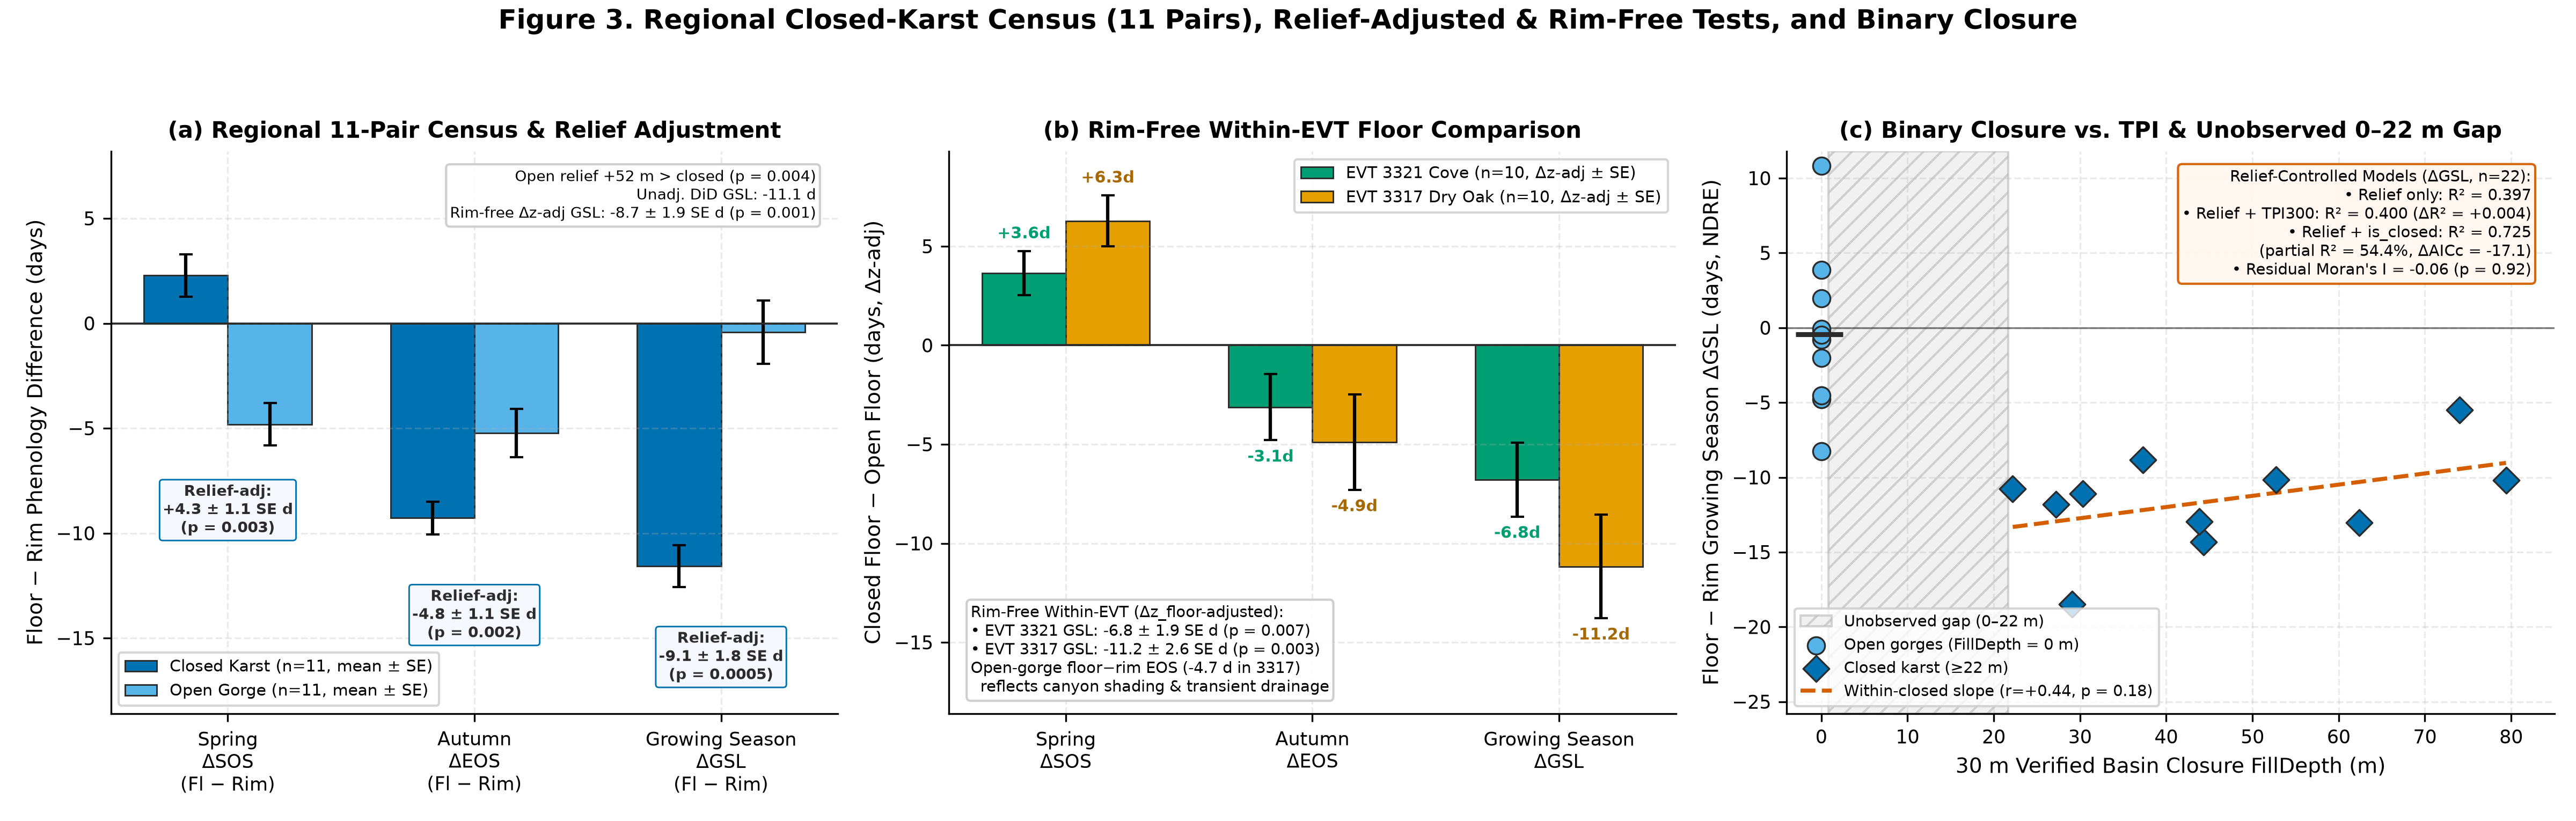 Figure 3. Regional Closed-Karst Census (11 Pairs), Relief-Adjusted & Rim-Free Tests, and Binary Closure
(a) Regional 11-Pair Census & Relief Adjustment
Floor − Rim Phenology Difference (days)
5
0
−5
−10
−15
Open relief +52 m > closed (p = 0.004)
Unadj. DiD GSL: -11.1 d
Rim-free Δz-adj GSL: -8.7 ± 1.9 SE d (p = 0.001)
Relief-adj:
+4.3 ± 1.1 SE d
(p = 0.003)
Relief-adj:
-4.8 ± 1.1 SE d
(p = 0.002)
Relief-adj:
-9.1 ± 1.8 SE d
(p = 0.0005)
Closed Karst (n=11, mean ± SE)
Open Gorge (n=11, mean ± SE)
Spring
ΔSOS
(Fl − Rim)
Autumn
ΔEOS
(Fl − Rim)
Growing Season
ΔGSL
(Fl − Rim)
(b) Rim-Free Within-EVT Floor Comparison
Closed Floor − Open Floor (days, Δz-adj)
5
0
−5
−10
−15
EVT 3321 Cove (n=10, Δz-adj ± SE)
EVT 3317 Dry Oak (n=10, Δz-adj ± SE)
+3.6d
+6.3d
-3.1d
-4.9d
-6.8d
-11.2d
Rim-Free Within-EVT (Δz_floor-adjusted):
• EVT 3321 GSL: -6.8 ± 1.9 SE d (p = 0.007)
• EVT 3317 GSL: -11.2 ± 2.6 SE d (p = 0.003)
Open-gorge floor−rim EOS (-4.7 d in 3317)
reflects canyon shading & transient drainage
Spring
ΔSOS
Autumn
ΔEOS
Growing Season
ΔGSL
(c) Binary Closure vs. TPI & Unobserved 0–22 m Gap
Floor − Rim Growing Season ΔGSL (days, NDRE)
10
5
0
−5
−10
−15
−20
−25
Relief-Controlled Models (ΔGSL, n=22):
• Relief only: R² = 0.397
• Relief + TPI300: R² = 0.400 (ΔR² = +0.004)
• Relief + is_closed: R² = 0.725
(partial R² = 54.4%, ΔAICc = -17.1)
• Residual Moran's I = -0.06 (p = 0.92)
Unobserved gap (0–22 m)
Open gorges (FillDepth = 0 m)
Closed karst (≥22 m)
Within-closed slope (r=+0.44, p = 0.18)
0 10 20 30 40 50 60 70 80
30 m Verified Basin Closure FillDepth (m)